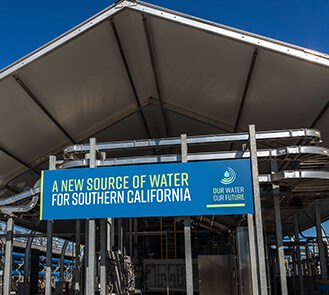 A NEW SOURCE OF WATER
FOR SOUTHERN CALIFORNIA
OUR WATER
OUR FUTURE